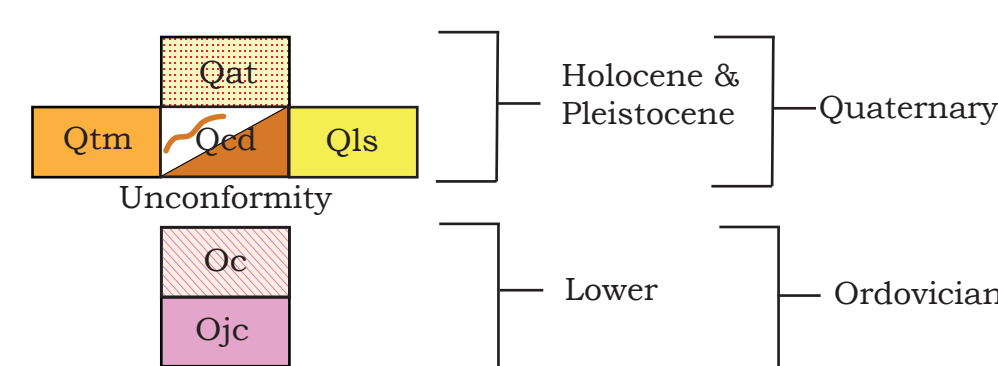 Qat
Holocene &
Pleistocene
Quaternary
Qtm
Qcd
Qls
Unconformity
Oc
Lower
Ordovician
Ojc